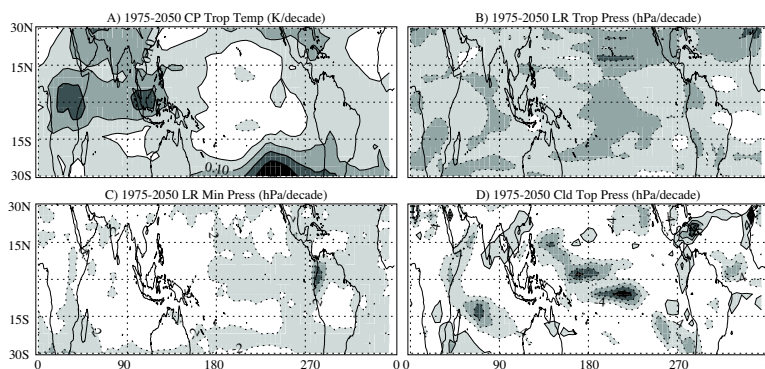 A) 1975-2050 CP Trop Temp (K/decade)
B) 1975-2050 LR Trop Press (hPa/decade)
30N
15N
15S
30S
0.10
C) 1975-2050 LR Min Press (hPa/decade)
D) 1975-2050 Cld Top Press (hPa/decade)
30N
15N
15S
30S
0 90 180 270 0
0 90 180 270